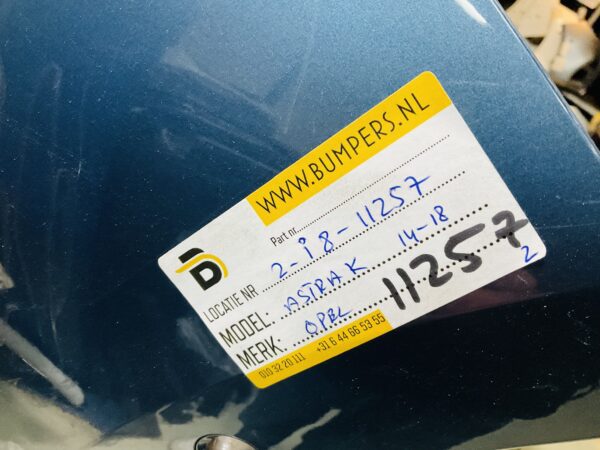 WWW.BUMPERS.NL
Part nr.
D
LOCATIE NR 2-i8-11257
MODEL: ASTRA K 14-18
MERK: OPEL 11257
2
010 32 20 111 +31 6 44 66 53 55